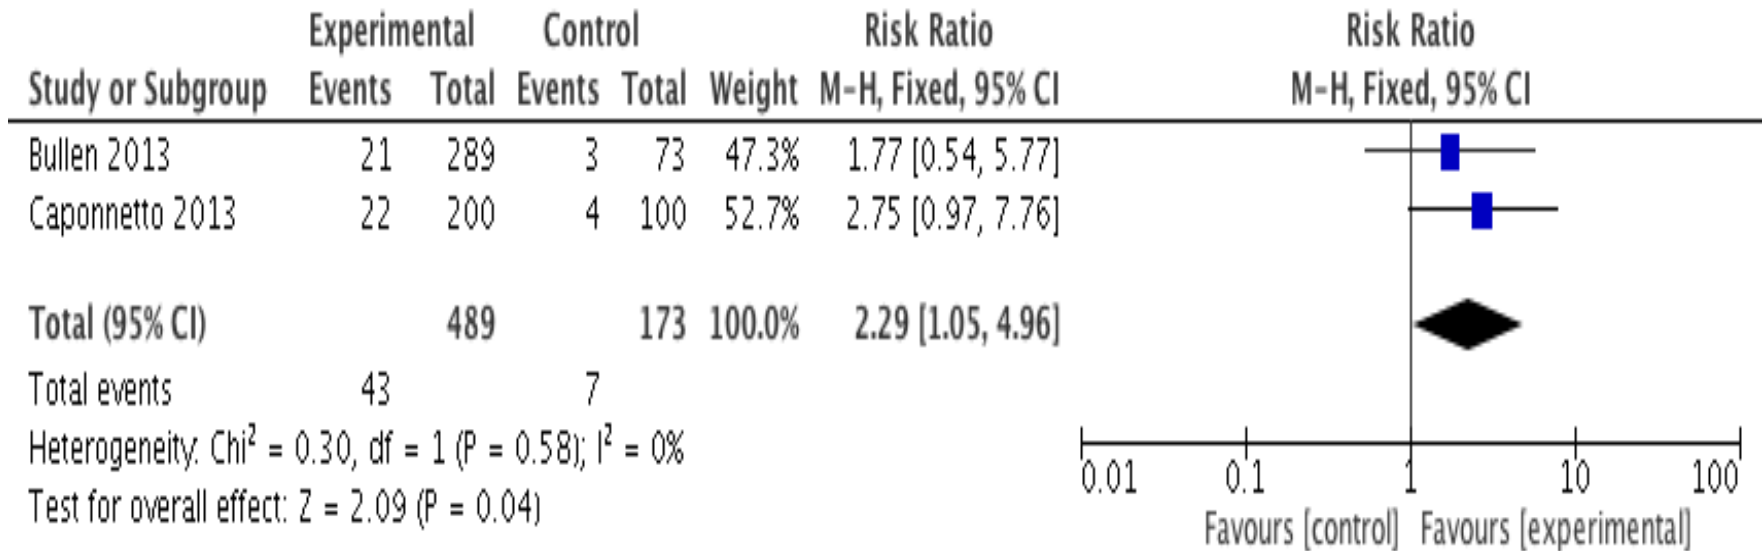 Experimental Control Risk Ratio Risk Ratio
Study or Subgroup Events Total Events Total Weight M-H, Fixed, 95% CI M-H, Fixed, 95% CI
Bullen 2013 21 289 3 73 47.3% 1.77 [0.54, 5.77]
Caponnetto 2013 22 200 4 100 52.7% 2.75 [0.97, 7.76]
Total (95% CI) 489 173 100.0% 2.29 [1.05, 4.96]
Total events 43 7
Heterogeneity: Chi² = 0.30, df = 1 (P = 0.58); I² = 0%
Test for overall effect: Z = 2.09 (P = 0.04)
0.01 0.1 1 10 100
Favours [control] Favours [experimental]